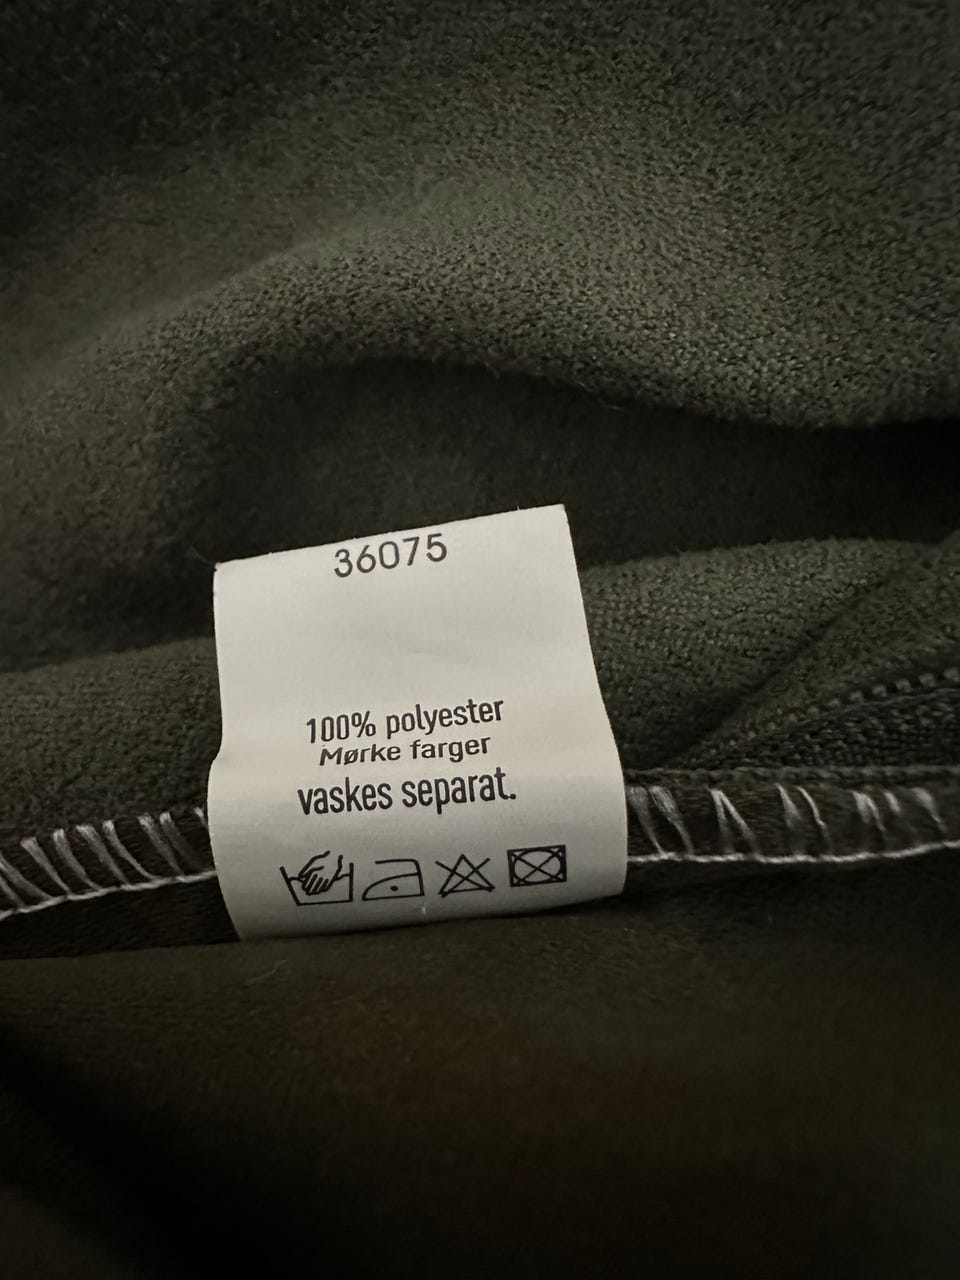 36075
100% polyester
Mørke farger
vaskes separat.